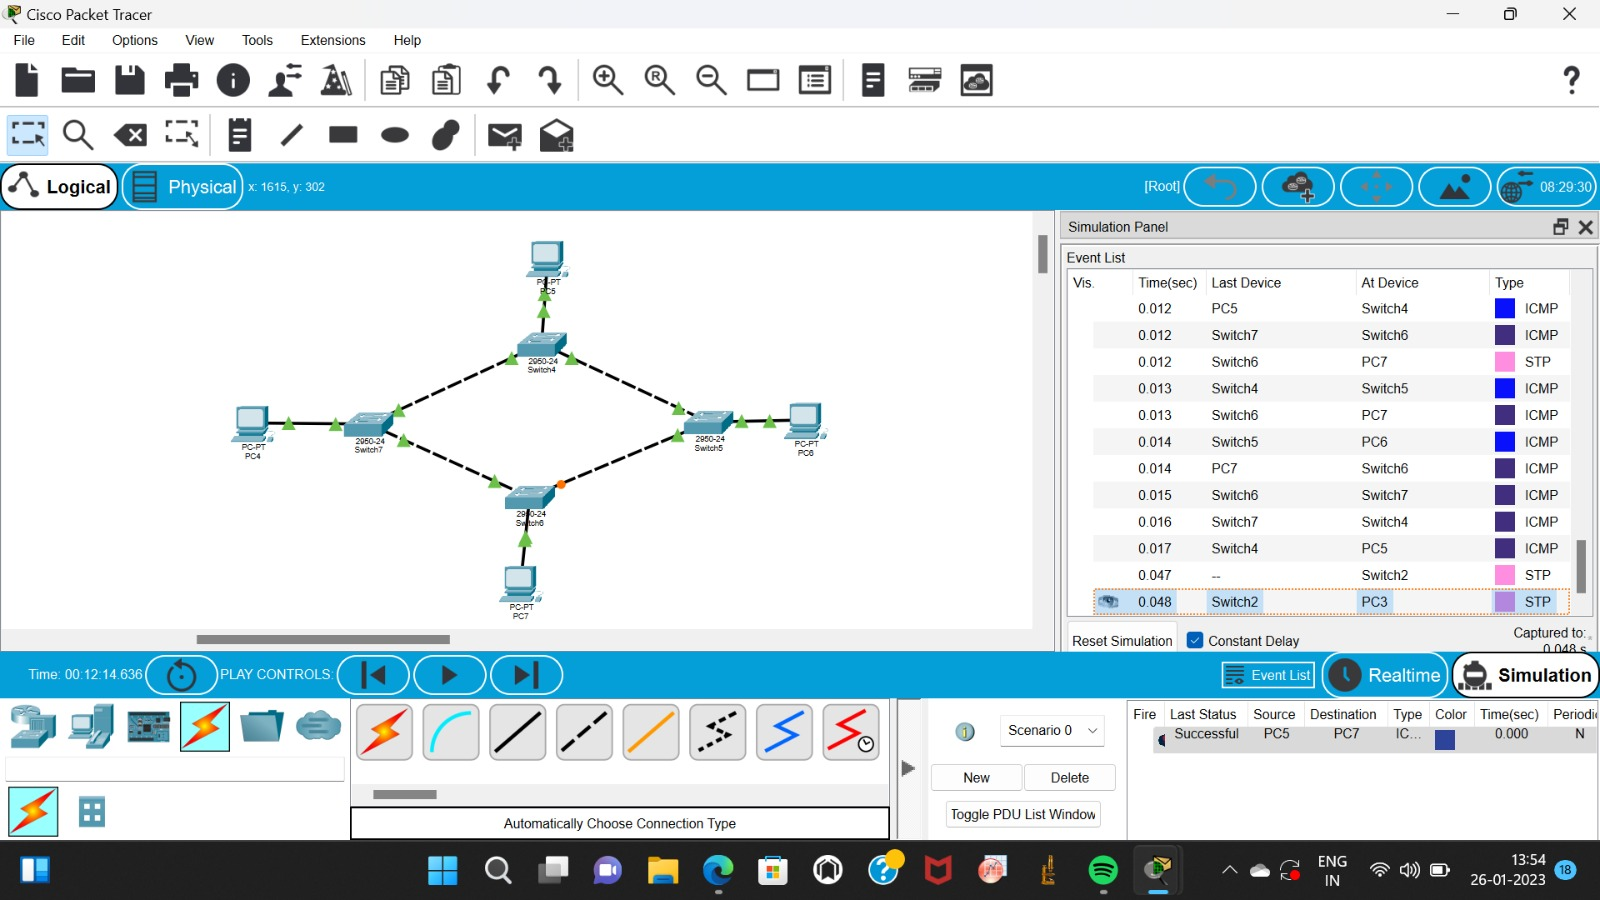 Cisco Packet Tracer
File Edit Options View Tools Extensions Help
Logical Physical x: 1615, y: 302 [Root] 08:29:30
Simulation Panel
Event List
Vis. Time(sec) Last Device At Device Type
0.012 PC5 Switch4 ICMP
0.012 Switch7 Switch6 ICMP
0.012 Switch6 PC7 STP
0.013 Switch4 Switch5 ICMP
0.013 Switch6 PC7 ICMP
0.014 Switch5 PC6 ICMP
0.014 PC7 Switch6 ICMP
0.015 Switch6 Switch7 ICMP
0.016 Switch7 Switch4 ICMP
0.017 Switch4 PC5 ICMP
0.047 -- Switch2 STP
0.048 Switch2 PC3 STP
Reset Simulation Constant Delay Captured to:
0.048 s
PC-PT
PC5
2950-24
Switch4
PC-PT
PC4
2950-24
Switch7
2950-24
Switch5
PC-PT
PC6
2950-24
Switch6
PC-PT
PC7
Time: 00:12:14.636 PLAY CONTROLS: Event List Realtime Simulation
Scenario 0
New Delete
Toggle PDU List Window
Automatically Choose Connection Type
Fire Last Status Source Destination Type Color Time(sec) Periodi
Successful PC5 PC7 IC... 0.000 N
ENG
IN
13:54
26-01-2023
18